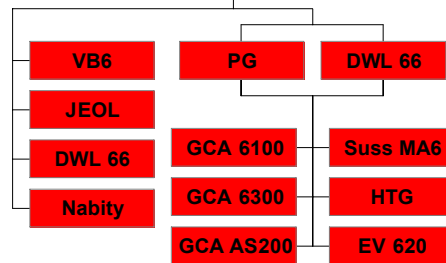 VB6
PG
DWL 66
JEOL
GCA 6100
Suss MA6
DWL 66
GCA 6300
HTG
Nabity
GCA AS200
EV 620